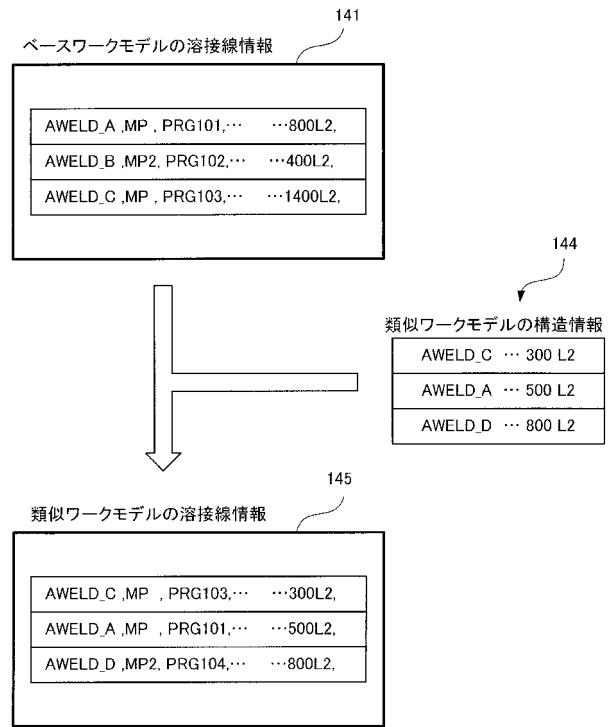 141
ベースワークモデルの溶接線情報
AWELD_A ,MP , PRG101,… …800L2,
AWELD_B ,MP2, PRG102,… …400L2,
AWELD_C ,MP , PRG103,… …1400L2,
144
類似ワークモデルの構造情報
AWELD_C … 300 L2
AWELD_A … 500 L2
AWELD_D … 800 L2
145
類似ワークモデルの溶接線情報
AWELD_C ,MP , PRG103,… …300L2,
AWELD_A ,MP , PRG101,… …500L2,
AWELD_D ,MP2, PRG104,… …800L2,